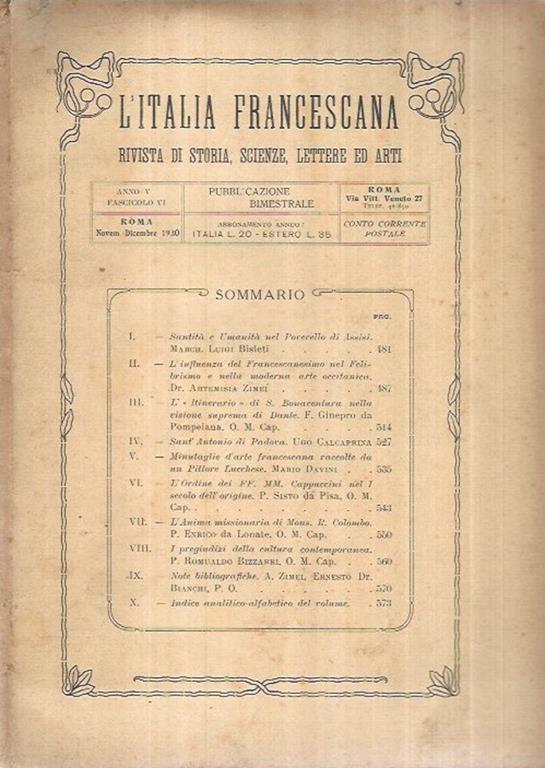 L'ITALIA FRANCESCANA
RIVISTA DI STORIA, SCIENZE, LETTERE ED ARTI
ANNO V
FASCICOLO VI
ROMA
Novem-Dicembre 1930
PUBBLICAZIONE
BIMESTRALE
ABBONAMENTO ANNUO:
ITALIA L. 20 - ESTERO L. 35
ROMA
Via Vitt. Veneto 27
TELEF.
CONTO CORRENTE
POSTALE
SOMMARIO
PAG.
I. — Santità e Umanità nel Poverello di Assisi.
MARCH. LUIGI Bisleti . . . . . 481
II. — L'influenza del Francescanesimo nel Feli-
brismo e nella moderna arte occitanica.
Dr. ARTEMISIA ZIMEI . . . . . 487
III. — L'« Itinerario » di S. Bonaventura nella
visione suprema di Dante. F. Ginepro da
Pompeiana, O. M. Cap. . . . . 514
IV. — Sant'Antonio di Padova. UGO CALCAPRINA 527
V. — Minutaglie d'arte francescana raccolte da
un Pittore Lucchese. MARIO DAVINI . . 535
VI. — L'Ordine dei FF. MM. Cappuccini nel I
secolo dell'origine. P. SISTO da Pisa, O. M.
Cap. . . . . . . . . 543
VII. — L'Anima missionaria di Mons. R. Colombo.
P. ENRICO da Lonate, O. M. Cap. . . 550
VIII. — I pregiudizi della cultura contemporanea.
P. ROMUALDO BIZZARRI, O. M. Cap. . . 560
IX. Note bibliografiche. A. ZIMEI, ERNESTO Dr.
BIANCHI, P. O. . . . . . . 570
X. — Indice analitico-alfabetico del volume. . 573